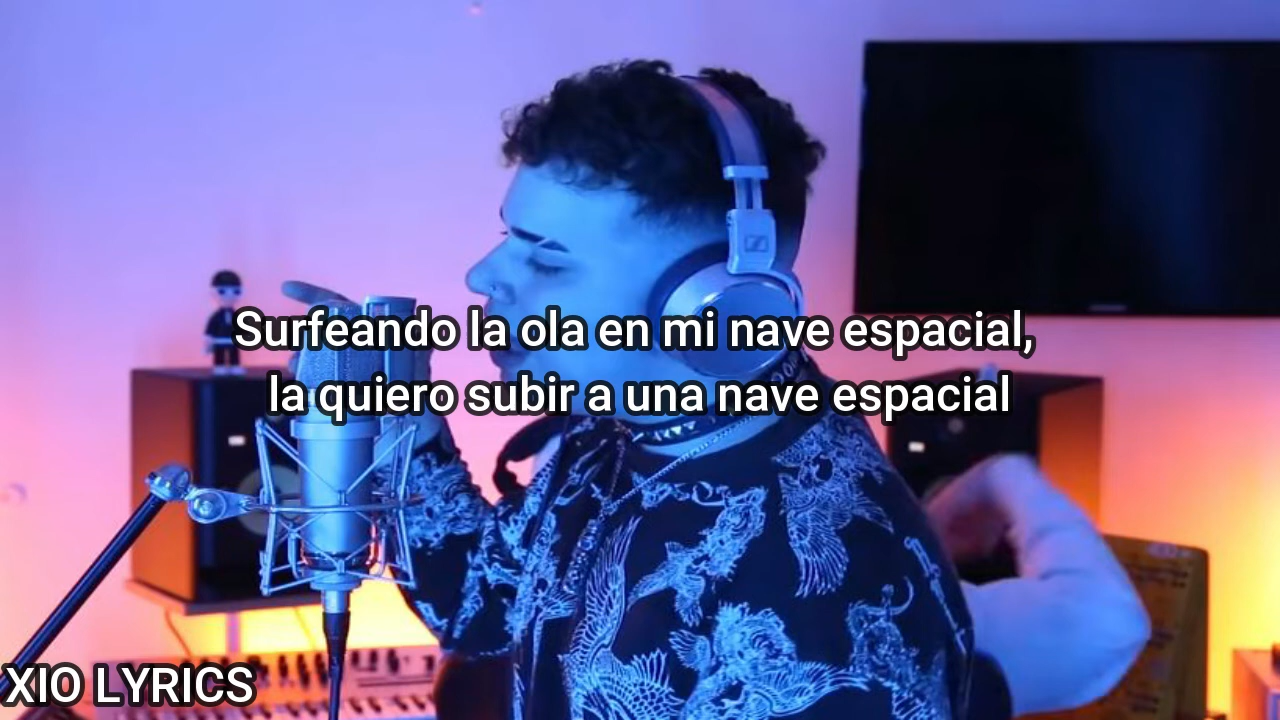 Surfeando la ola en mi nave espacial,
la quiero subir a una nave espacial
XIO LYRICS